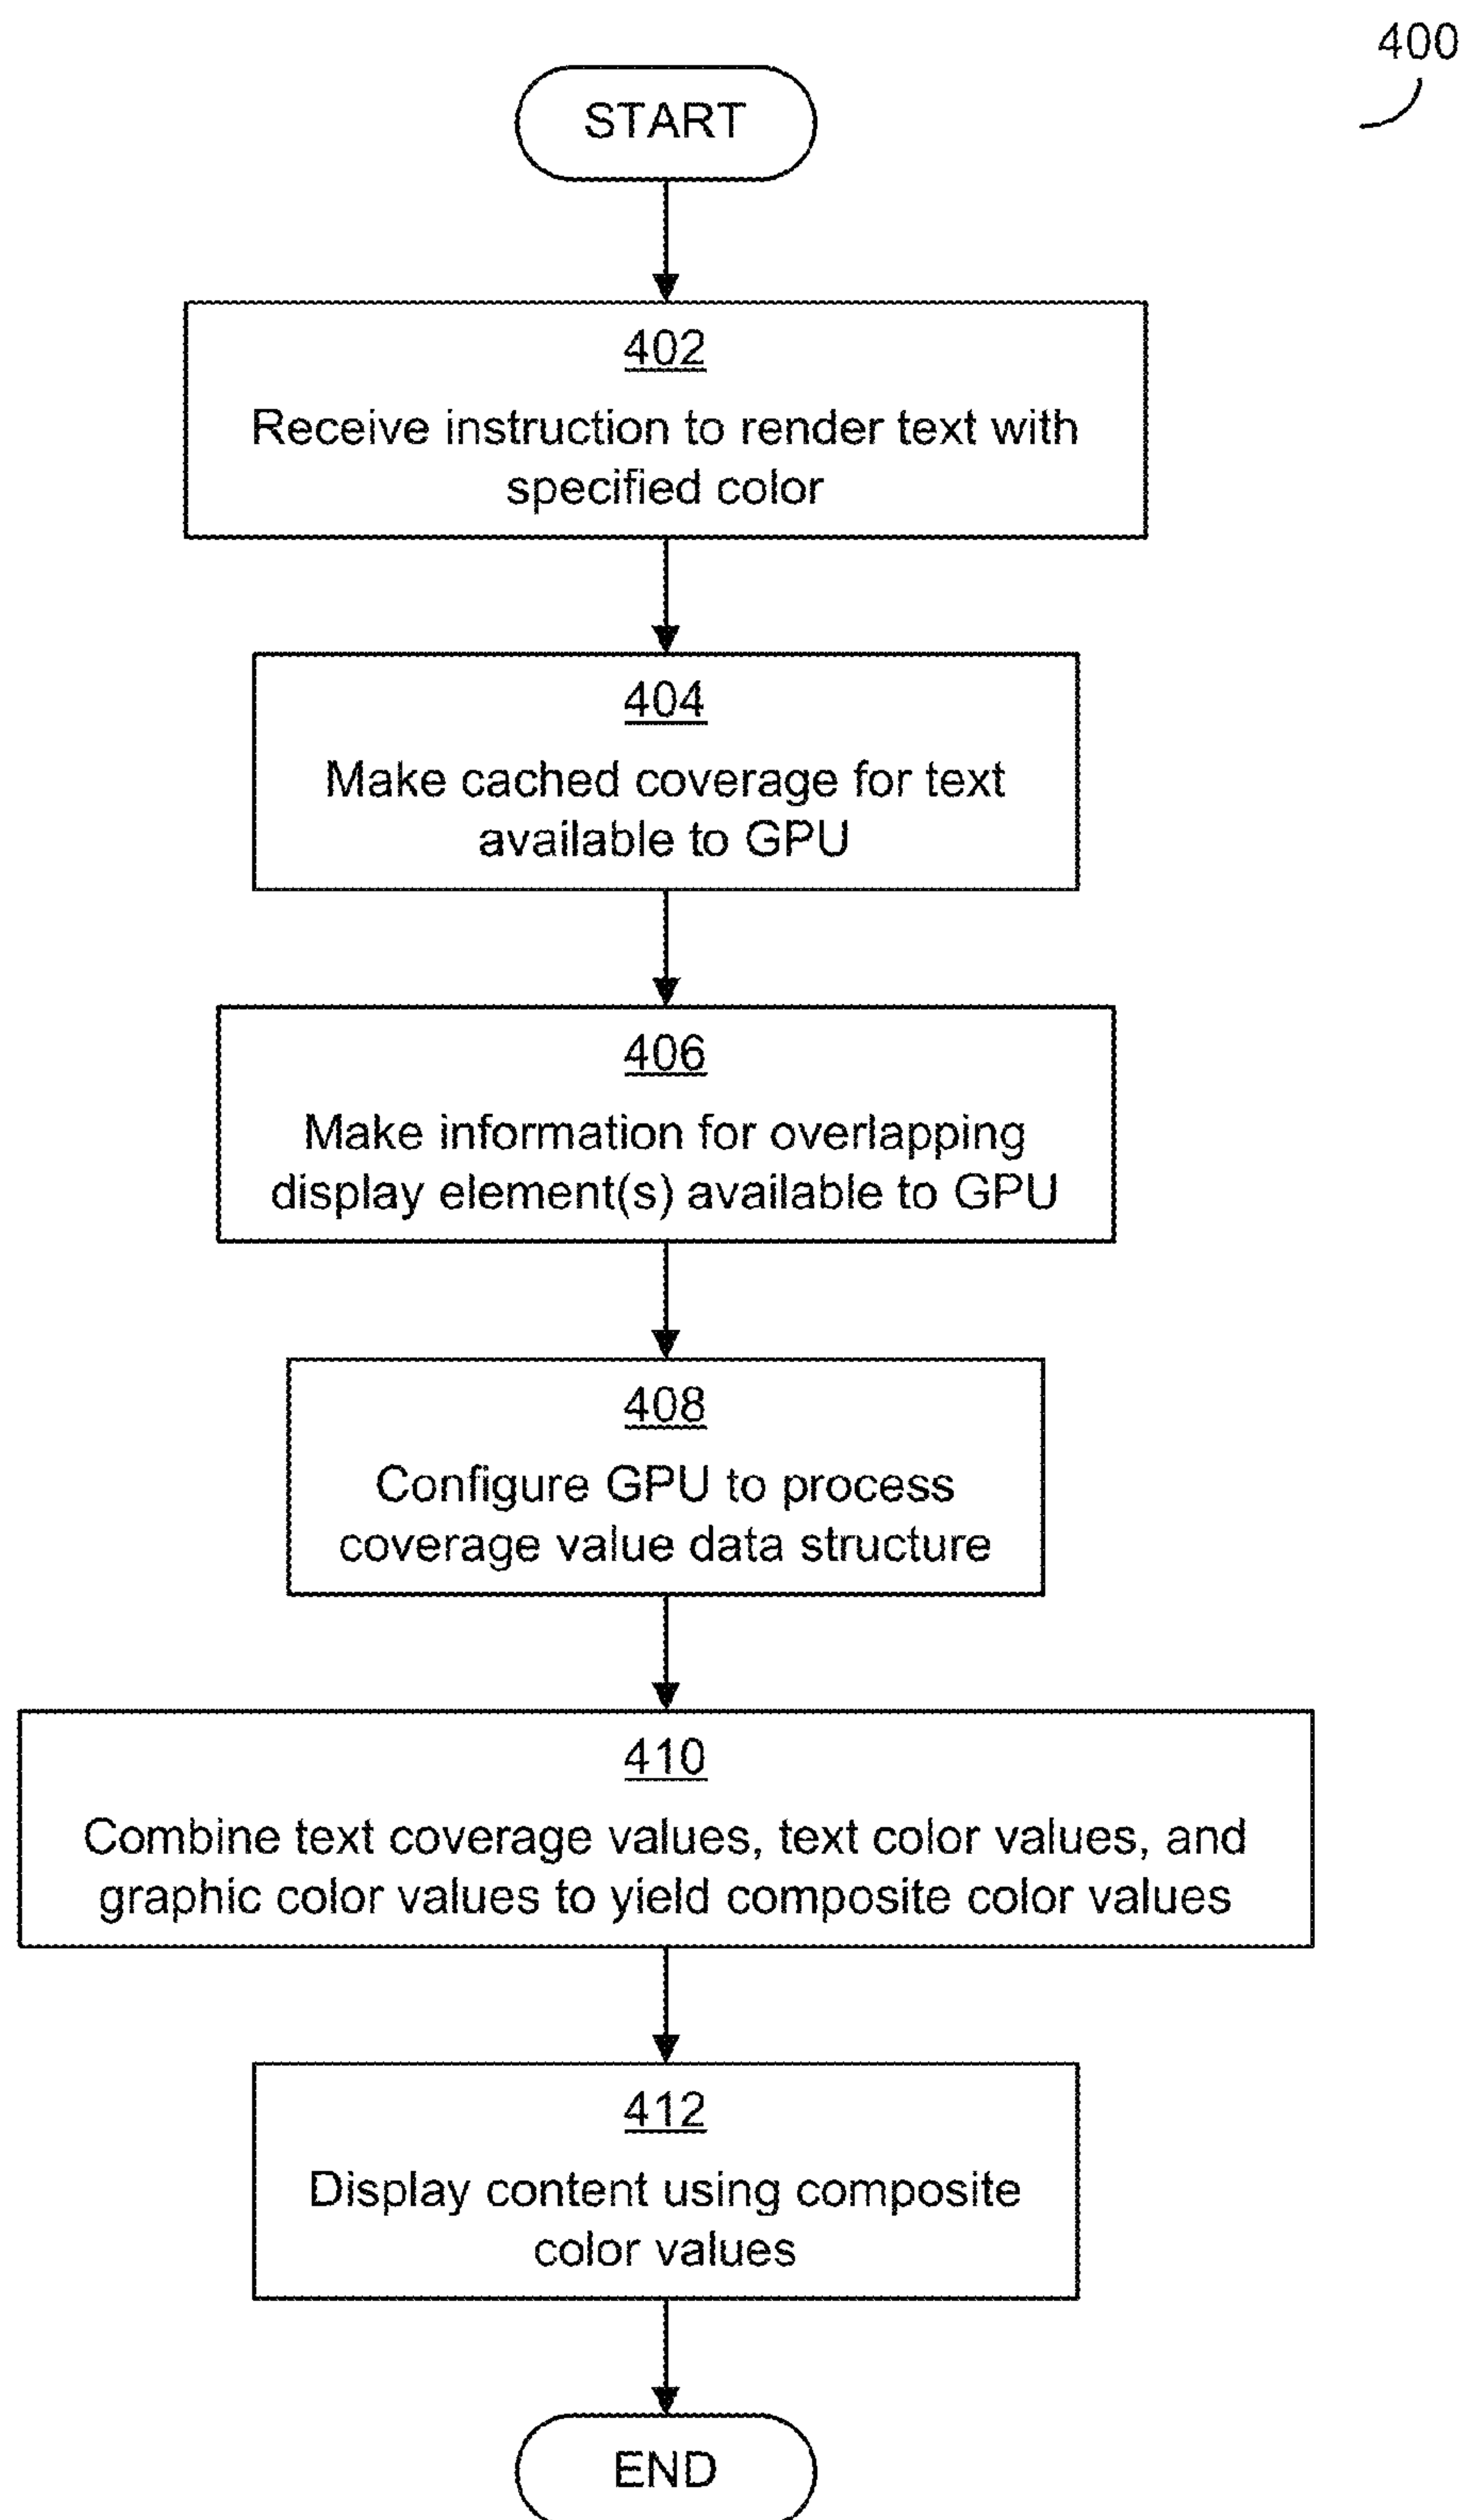 400
START
402
Receive instruction to render text with
specified color
404
Make cached coverage for text
available to GPU
406
Make information for overlapping
display element(s) available to GPU
408
Configure GPU to process
coverage value data structure
410
Combine text coverage values, text color values, and
graphic color values to yield composite color values
412
Display content using composite
color values
END